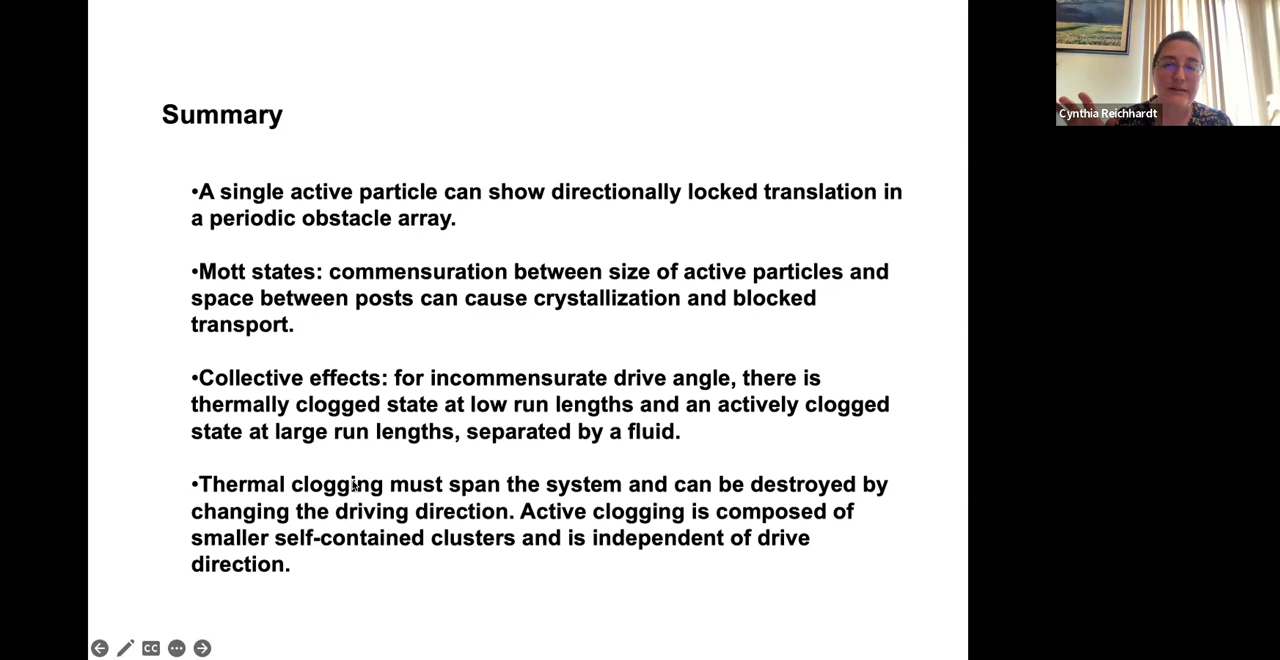 Summary
•A single active particle can show directionally locked translation in
a periodic obstacle array.
•Mott states: commensuration between size of active particles and
space between posts can cause crystallization and blocked
transport.
•Collective effects: for incommensurate drive angle, there is
thermally clogged state at low run lengths and an actively clogged
state at large run lengths, separated by a fluid.
•Thermal clogging must span the system and can be destroyed by
changing the driving direction. Active clogging is composed of
smaller self-contained clusters and is independent of drive
direction.
Cynthia Reichhardt
CC